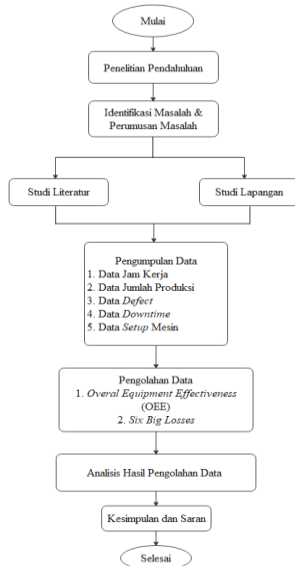 Mulai
Penelitian Pendahuluan
Identifikasi Masalah &
Perumusan Masalah
Studi Literatur
Studi Lapangan
Pengumpulan Data
1. Data Jam Kerja
2. Data Jumlah Produksi
3. Data Defect
4. Data Downtime
5. Data Setup Mesin
Pengolahan Data
1. Overal Equipment Effectiveness
(OEE)
2. Six Big Losses
Analisis Hasil Pengolahan Data
Kesimpulan dan Saran
Selesai